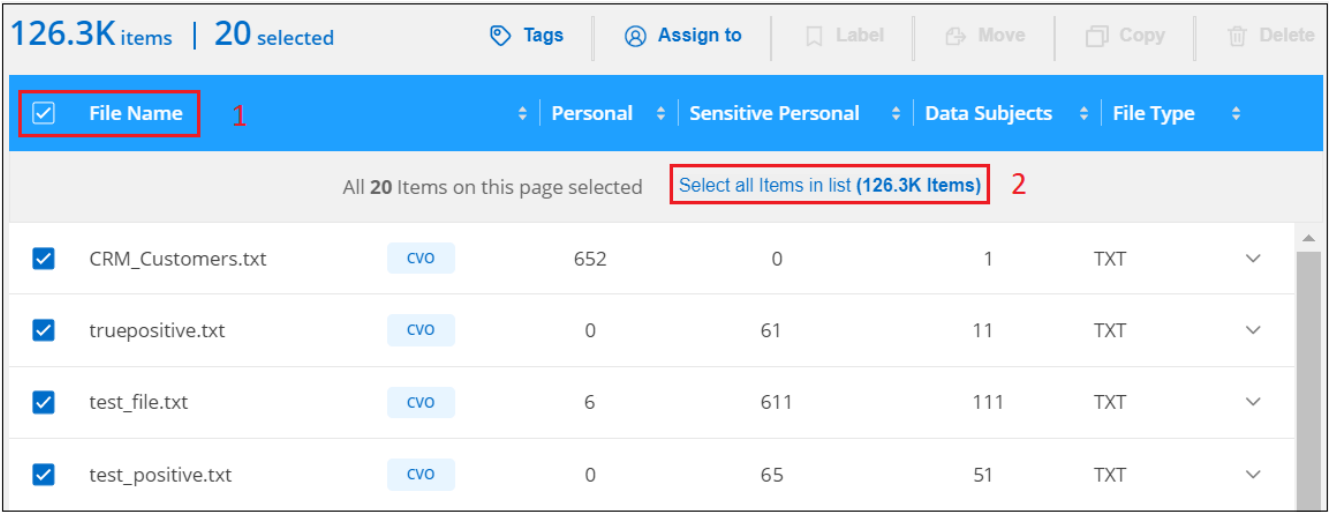 126.3K items | 20 selected Tags Assign to Label Move Copy Delete
File Name 1 Personal Sensitive Personal Data Subjects File Type
All 20 Items on this page selected Select all Items in list (126.3K Items) 2
CRM_Customers.txt CVO 652 0 1 TXT
truepositive.txt CVO 0 61 11 TXT
test_file.txt CVO 6 611 111 TXT
test_positive.txt CVO 0 65 51 TXT